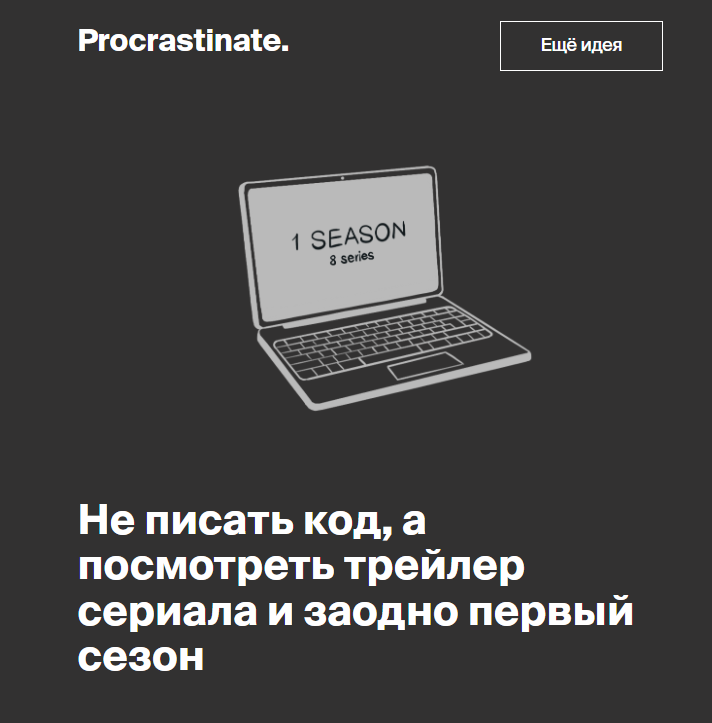 Procrastinate.
Ещё идея
1 SEASON
8 series
Не писать код, а
посмотреть трейлер
сериала и заодно первый
сезон